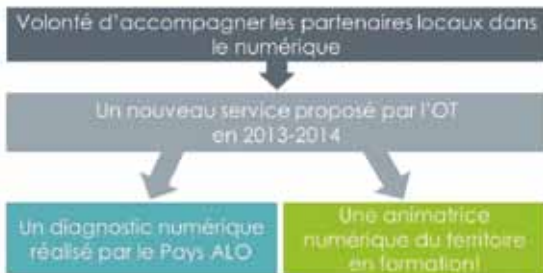 Volonté d'accompagner les partenaires locaux dans
le numérique
Un nouveau service proposé par l'OT
en 2013-2014
Un diagnostic numérique
réalisé par le Pays ALO
Une animatrice
numérique du territoire
en formation!